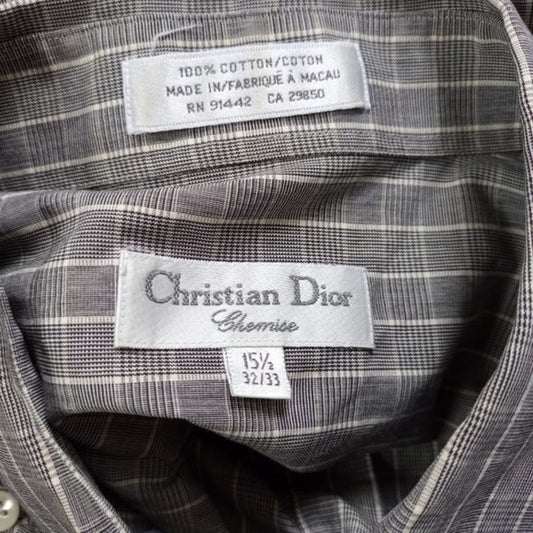 100% COTTON/COTON
MADE IN/FABRIQUÉ À MACAU
RN 91442 CA 29850
Christian Dior
Chemise
15½
32/33